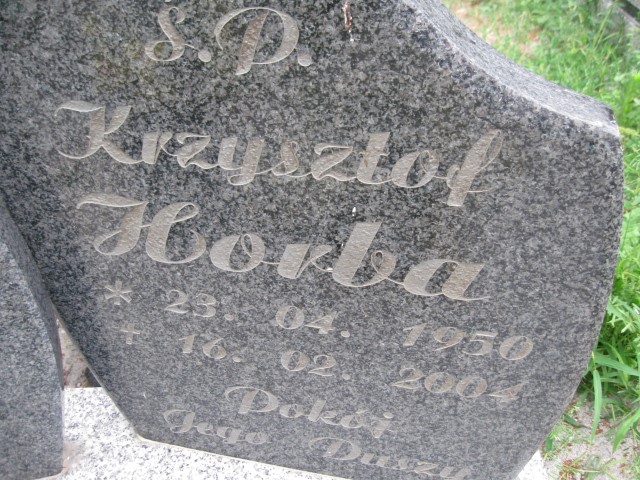 Ś.P.
Krzysztof
Horba
* 23. 04. 1950
+ 16. 02. 2004
Pokój
Jego Duszy